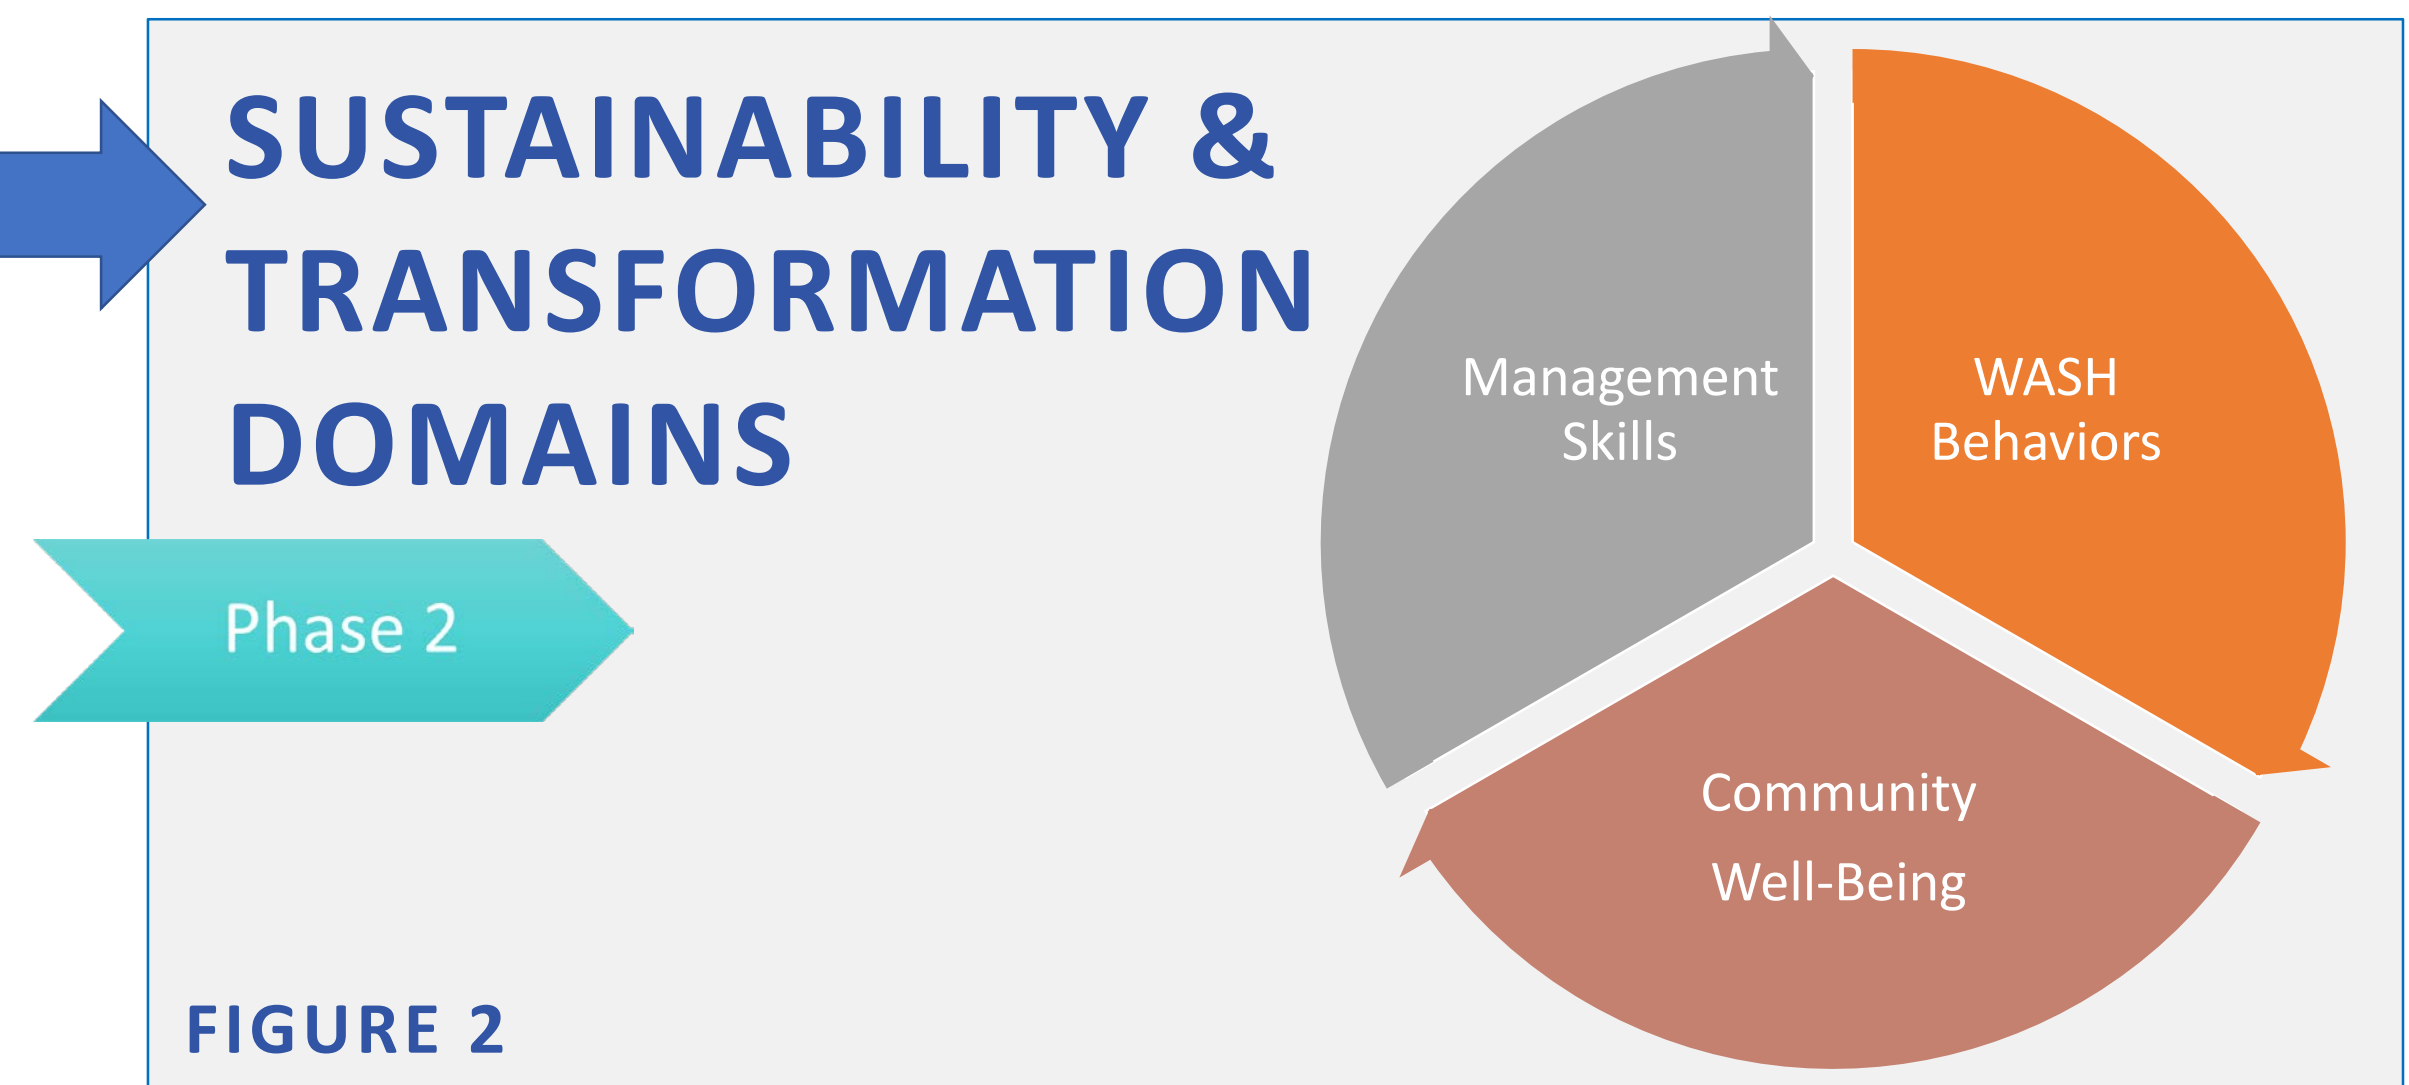 SUSTAINABILITY &
TRANSFORMATION
DOMAINS
Phase 2
Management
Skills
WASH
Behaviors
Community
Well-Being
FIGURE 2